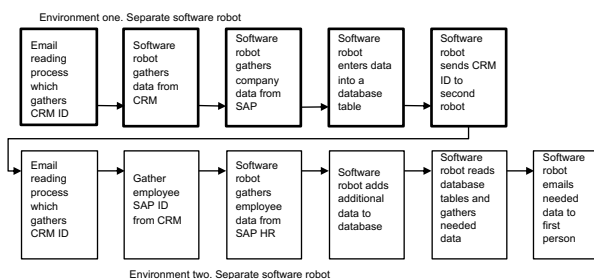 Environment one. Separate software robot
Email
reading
process
which
gathers
CRM ID
Software
robot
gathers
data from
CRM
Software
robot
gathers
company
data from
SAP
Software
robot
enters data
into a
database
table
Software
robot
sends CRM
ID to
second
robot
Email
reading
process
which
gathers
CRM ID
Gather
employee
SAP ID
from CRM
Software
robot
gathers
employee
data from
SAP HR
Software
robot adds
additional
data to
database
Software
robot reads
database
tables and
gathers
needed
data
Software
robot
emails
needed
data to
first
person
Environment two. Separate software robot